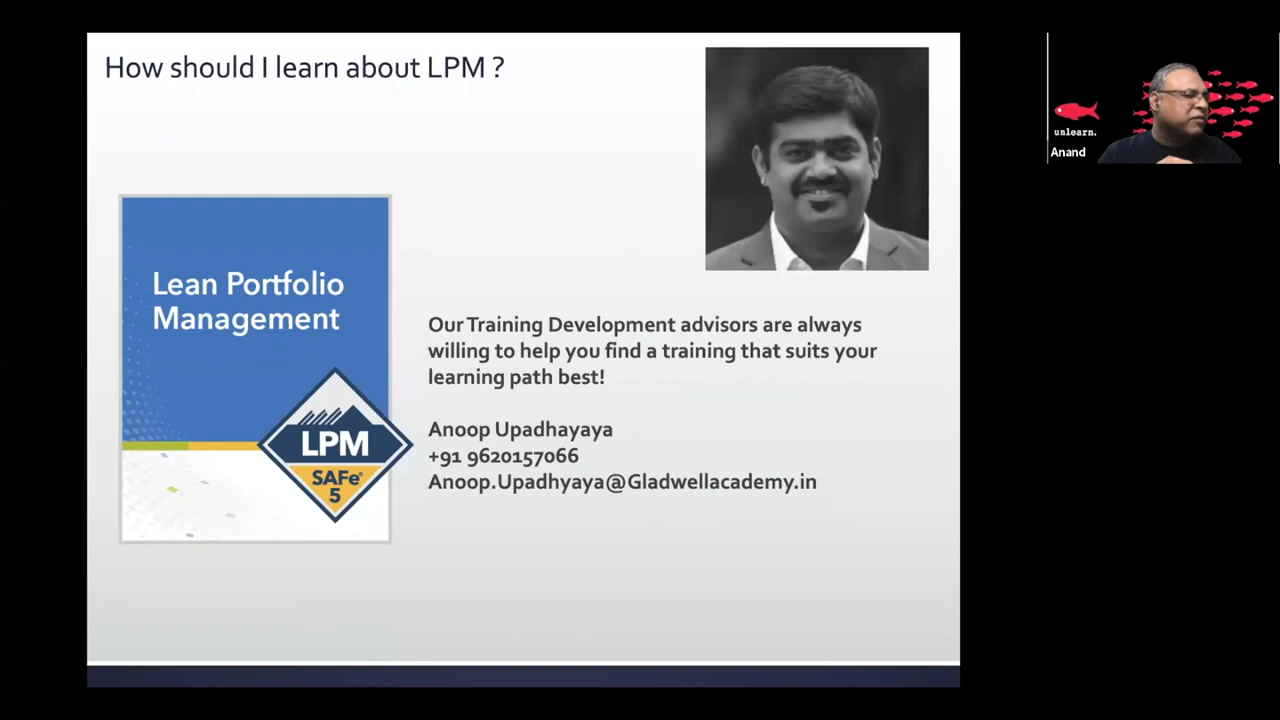 How should I learn about LPM ?
Lean Portfolio
Management
LPM
SAFe®
5
Our Training Development advisors are always
willing to help you find a training that suits your
learning path best!
Anoop Upadhayaya
+91 9620157066
Anoop.Upadhyaya@Gladwellacademy.in
unlearn.
Anand